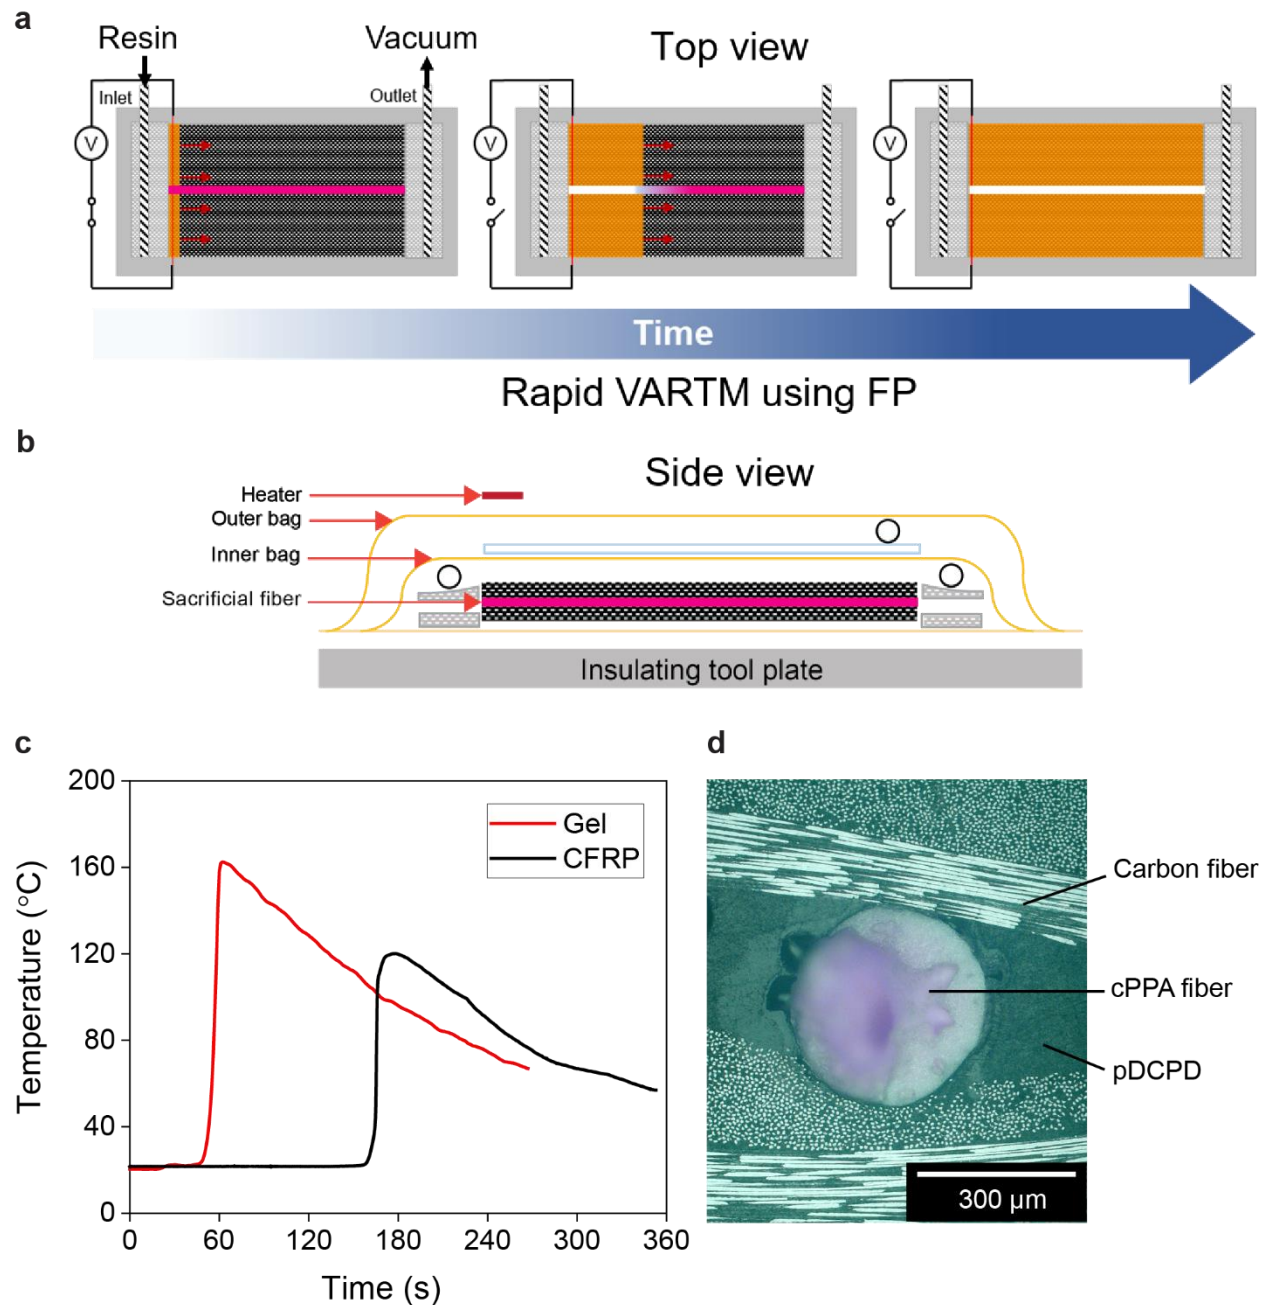 a
Resin
Vacuum
Top view
Inlet
Outlet
V
V
V
Time
Rapid VARTM using FP
b
Side view
Heater
Outer bag
Inner bag
Sacrificial fiber
Insulating tool plate
c
d
200
160
120
80
40
0
Temperature (°C)
Gel
CFRP
0
60
120
180
240
300
360
Time (s)
Carbon fiber
cPPA fiber
pDCPD
300 µm